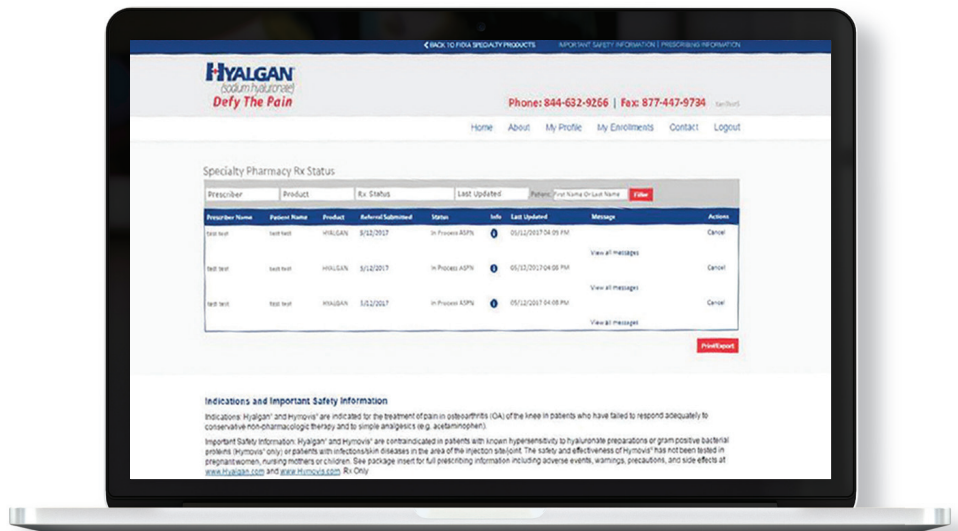 BACK TO FIDIA SPECIALTY PRODUCTS IMPORTANT SAFETY INFORMATION | PRESCRIBING INFORMATION
HYALGAN®
(sodium hyaluronate)
Defy The Pain
Phone: 844-632-9266 | Fax: 877-447-9734
Home About My Profile My Enrollments Contact Logout
Specialty Pharmacy Rx Status
Prescriber Product Rx Status Last Updated Patient: First Name Or Last Name Filter
Prescriber Name Patient Name Product Referral Submitted Status Info Last Updated Message Actions
test test test test HYALGAN 5/12/2017 In Process ASPN 05/12/2017 04:09 PM Cancel
View all messages
test test test test HYALGAN 5/12/2017 In Process ASPN 05/12/2017 04:08 PM Cancel
View all messages
test test test test HYALGAN 5/12/2017 In Process ASPN 05/12/2017 04:08 PM Cancel
View all messages
Print/Export
Indications and Important Safety Information
Indications: Hyalgan® and Hymovis® are indicated for the treatment of pain in osteoarthritis (OA) of the knee in patients who have failed to respond adequately to
conservative non-pharmacologic therapy and to simple analgesics (e.g. acetaminophen).
Important Safety Information: Hyalgan® and Hymovis® are contraindicated in patients with known hypersensitivity to hyaluronate preparations or gram positive bacterial
proteins (Hymovis® only) or patients with infections/skin diseases in the area of the injection site/joint. The safety and effectiveness of Hymovis® has not been tested in
pregnant women, nursing mothers or children. See package insert for full prescribing information including adverse events, warnings, precautions, and side effects at
www.Hyalgan.com and www.Hymovis.com. Rx Only